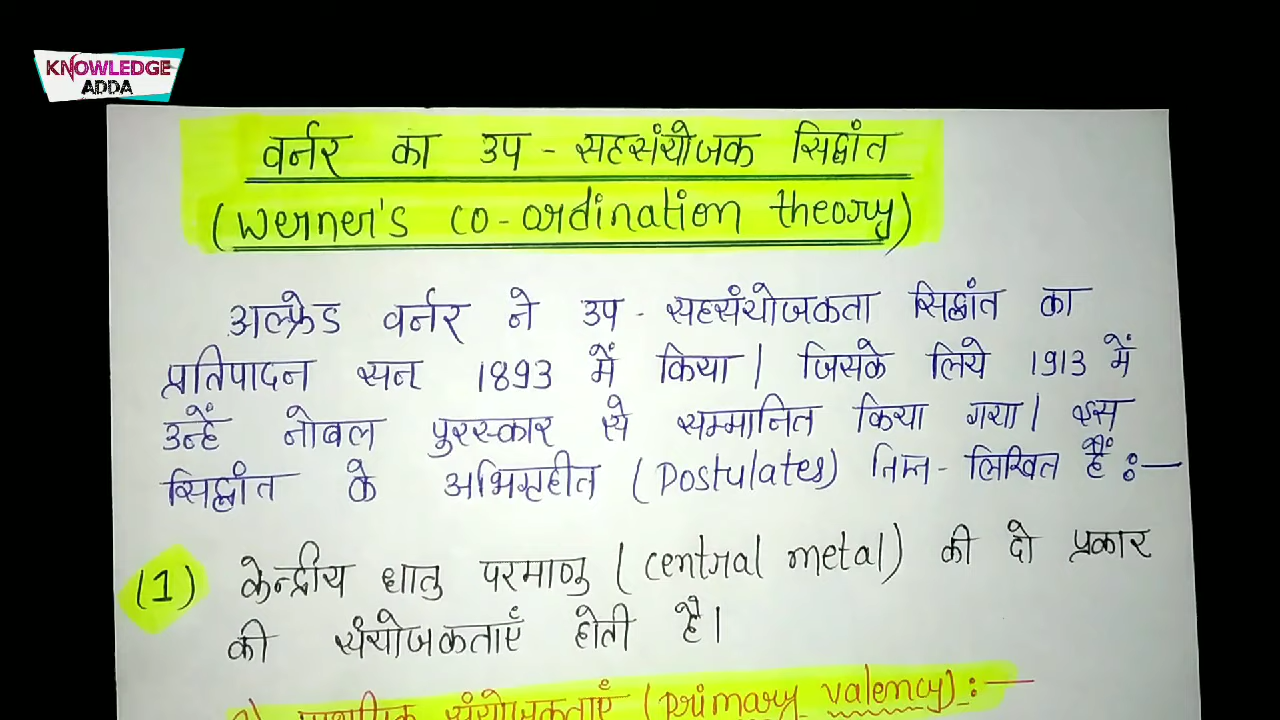 KNOWLEDGE
ADDA
वर्नर का उप - सहसंयोजक सिद्धांत
(Werner's co-ordination theory)
अल्फ्रेड वर्नर ने उप - सहसंयोजकता सिद्धांत का
प्रतिपादन सन् 1893 में किया। जिसके लिये 1913 में
उन्हें नोबल पुरस्कार से सम्मानित किया गया। इस
सिद्धांत के अभिगृहीत (Postulates) निम्न - लिखित हैं :-
(1) केन्द्रीय धातु परमाणु (central metal) की दो प्रकार
की संयोजकताएँ होती है।
संयोजकताएँ (primary valency) :-